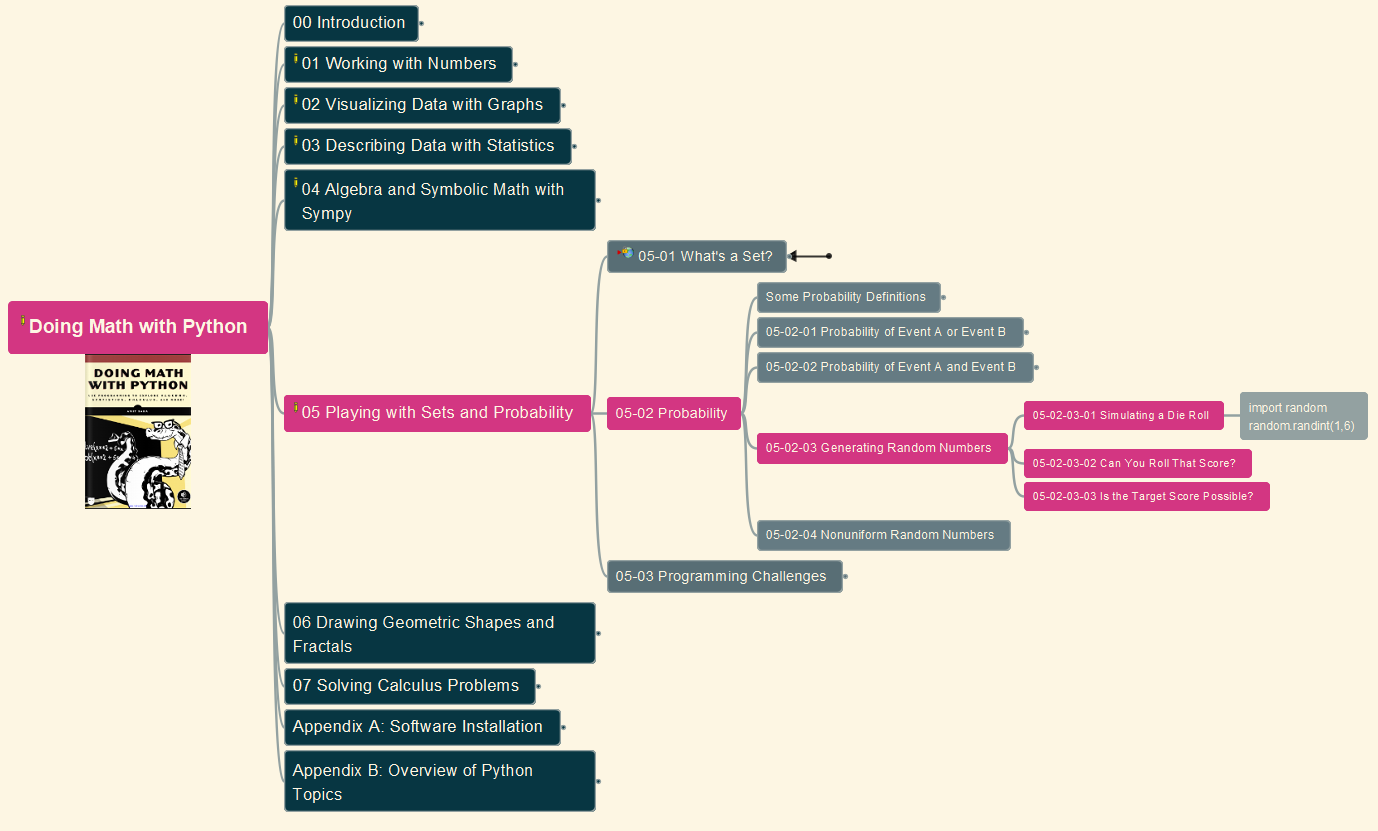 00 Introduction
01 Working with Numbers
02 Visualizing Data with Graphs
03 Describing Data with Statistics
04 Algebra and Symbolic Math with
Sympy
05-01 What's a Set?
Some Probability Definitions
Doing Math with Python
05-02-01 Probability of Event A or Event B
05-02-02 Probability of Event A and Event B
DOING MATH
WITH PYTHON
05 Playing with Sets and Probability
05-02 Probability
05-02-03-01 Simulating a Die Roll
import random
random.randint(1,6)
05-02-03 Generating Random Numbers
05-02-03-02 Can You Roll That Score?
05-02-03-03 Is the Target Score Possible?
05-02-04 Nonuniform Random Numbers
05-03 Programming Challenges
06 Drawing Geometric Shapes and
Fractals
07 Solving Calculus Problems
Appendix A: Software Installation
Appendix B: Overview of Python
Topics